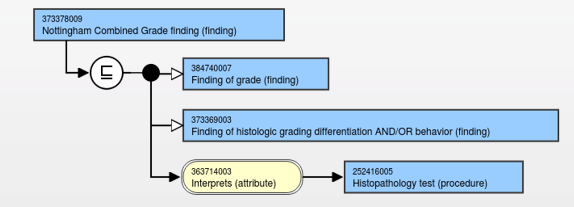 373378009
Nottingham Combined Grade finding (finding)
⊑
384740007
Finding of grade (finding)
373369003
Finding of histologic grading differentiation AND/OR behavior (finding)
363714003
Interprets (attribute)
252416005
Histopathology test (procedure)